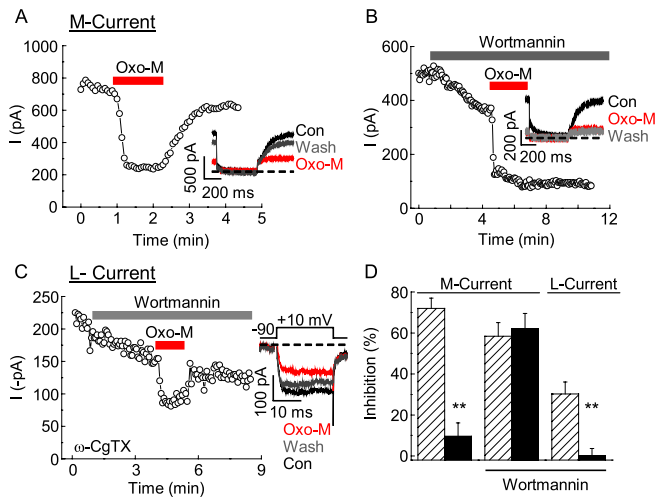 A
M-Current
I (pA)
1000
800
600
400
200
0
Oxo-M
Con
Wash
Oxo-M
500 pA
200 ms
0 1 2 3 4 5
Time (min)
B
I (pA)
600
400
200
0
Wortmannin
Oxo-M
Con
Oxo-M
Wash
200 pA
200 ms
0 4 8 12
Time (min)
C
L- Current
I (-pA)
250
200
150
100
50
0
Wortmannin
Oxo-M
ω-CgTX
-90
+10 mV
100 pA
10 ms
Oxo-M
Wash
Con
0 3 6 9
Time (min)
D
M-Current L-Current
Inhibition (%)
80
60
40
20
0
** **
Wortmannin